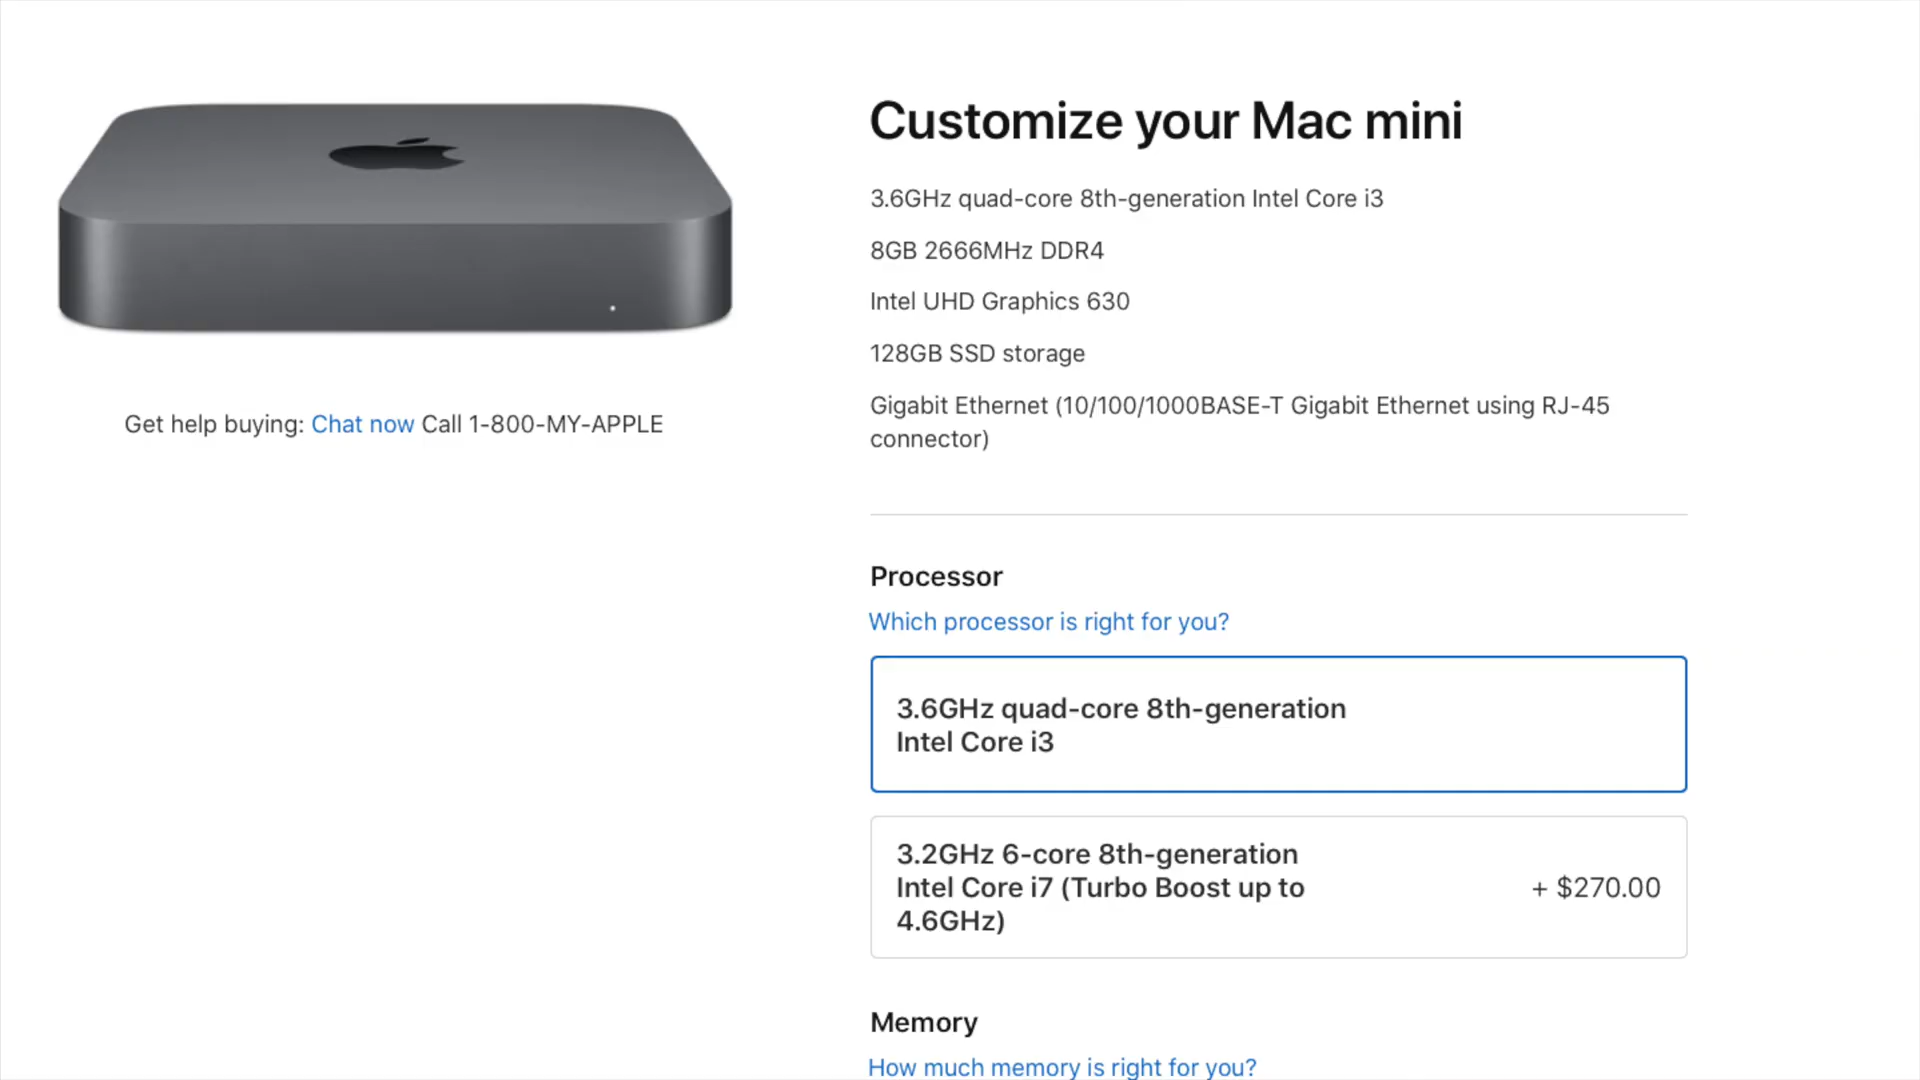 Customize your Mac mini
3.6GHz quad-core 8th-generation Intel Core i3
8GB 2666MHz DDR4
Intel UHD Graphics 630
128GB SSD storage
Gigabit Ethernet (10/100/1000BASE-T Gigabit Ethernet using RJ-45
connector)
Get help buying: Chat now Call 1-800-MY-APPLE
Processor
Which processor is right for you?
3.6GHz quad-core 8th-generation
Intel Core i3
3.2GHz 6-core 8th-generation
Intel Core i7 (Turbo Boost up to
4.6GHz)
+ $270.00
Memory
How much memory is right for you?